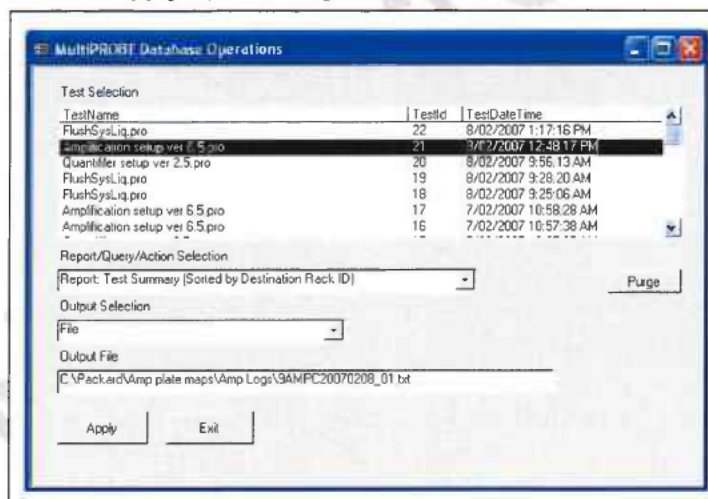 MultiPROBE Database Operations
Test Selection
TestName TestId TestDateTime
FlushSysLiq.pro 22 8/02/2007 1:17:16 PM
Amplification setup ver 6.5.pro 21 8/02/2007 12:48:17 PM
Quantifiler setup ver 2.5.pro 20 8/02/2007 9:56:13 AM
FlushSysLiq.pro 19 8/02/2007 9:28:20 AM
FlushSysLiq.pro 18 8/02/2007 9:25:06 AM
Amplification setup ver 6.5.pro 17 7/02/2007 10:58:28 AM
Amplification setup ver 6.5.pro 16 7/02/2007 10:57:38 AM
Report/Query/Action Selection
Report: Test Summary (Sorted by Destination Rack ID)
Purge
Output Selection
File
Output File
C:\Packard\Amp plate maps\Amp Logs\9AMPC20070208_01.txt
Apply Exit